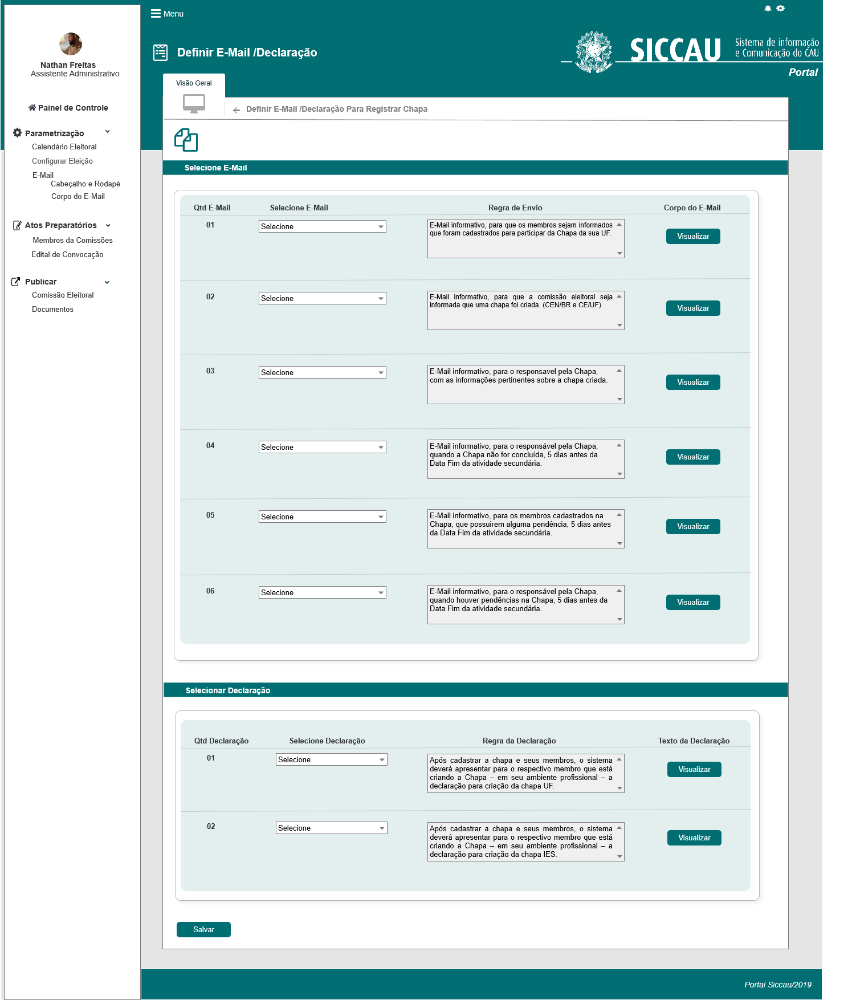 Menu
Nathan Freitas
Assistente Administrativo
Painel de Controle
Parametrização
Calendário Eleitoral
Configurar Eleição
E-Mail
Cabeçalho e Rodapé
Corpo do E-Mail
Atos Preparatórios
Membros da Comissões
Edital de Convocação
Publicar
Comissão Eleitoral
Documentos
Definir E-Mail /Declaração
SICCAU
Sistema de informação
e Comunicação do CAU
Portal
Visão Geral
Definir E-Mail /Declaração Para Registrar Chapa
Selecione E-Mail
Qtd E-Mail Selecione E-Mail Regra de Envio Corpo do E-Mail
01 Selecione
E-Mail informativo, para que os membros sejam informados
que foram cadastrados para participar da Chapa da sua UF.
Visualizar
02 Selecione
E-Mail informativo, para que a comissão eleitoral seja
informada que uma chapa foi criada. (CEN/BR e CE/UF)
Visualizar
03 Selecione
E-Mail informativo, para o responsavel pela Chapa,
com as informações pertinentes sobre a chapa criada.
Visualizar
04 Selecione
E-Mail informativo, para o responsável pela Chapa,
quando a Chapa não for concluída, 5 dias antes da
Data Fim da atividade secundária.
Visualizar
05 Selecione
E-Mail informativo, para os membros cadastrados na
Chapa, que possuirem alguma pendência, 5 dias antes
da Data Fim da atividade secundária.
Visualizar
06 Selecione
E-Mail informativo, para o responsável pela Chapa,
quando houver pendências na Chapa, 5 dias antes da
Data Fim da atividade secundária.
Visualizar
Selecionar Declaração
Qtd Declaração Selecione Declaração Regra da Declaração Texto da Declaração
01 Selecione
Após cadastrar a chapa e seus membros, o sistema
deverá apresentar para o respectivo membro que está
criando a Chapa – em seu ambiente profissional – a
declaração para criação da chapa UF.
Visualizar
02 Selecione
Após cadastrar a chapa e seus membros, o sistema
deverá apresentar para o respectivo membro que está
criando a Chapa – em seu ambiente profissional – a
declaração para criação da chapa IES.
Visualizar
Salvar
Portal Siccau/2019